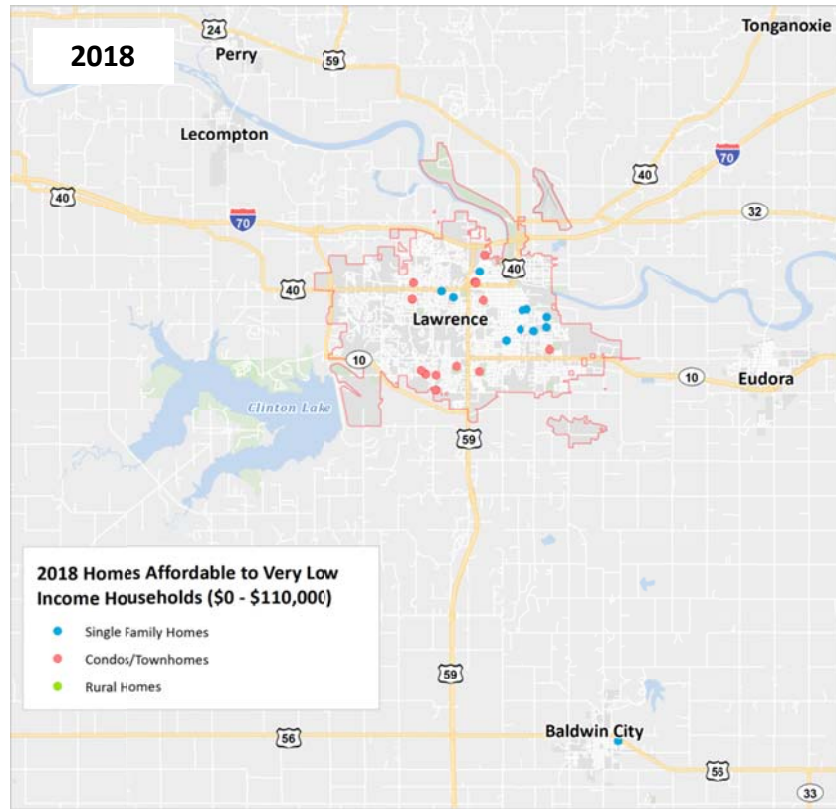 2018
24
Perry
59
Tonganoxie
Lecompton
70
40
40
70
32
40
40
Lawrence
10
10
Eudora
Clinton Lake
59
2018 Homes Affordable to Very Low
Income Households ($0 - $110,000)
Single Family Homes
Condos/Townhomes
Rural Homes
59
56
Baldwin City
56
33